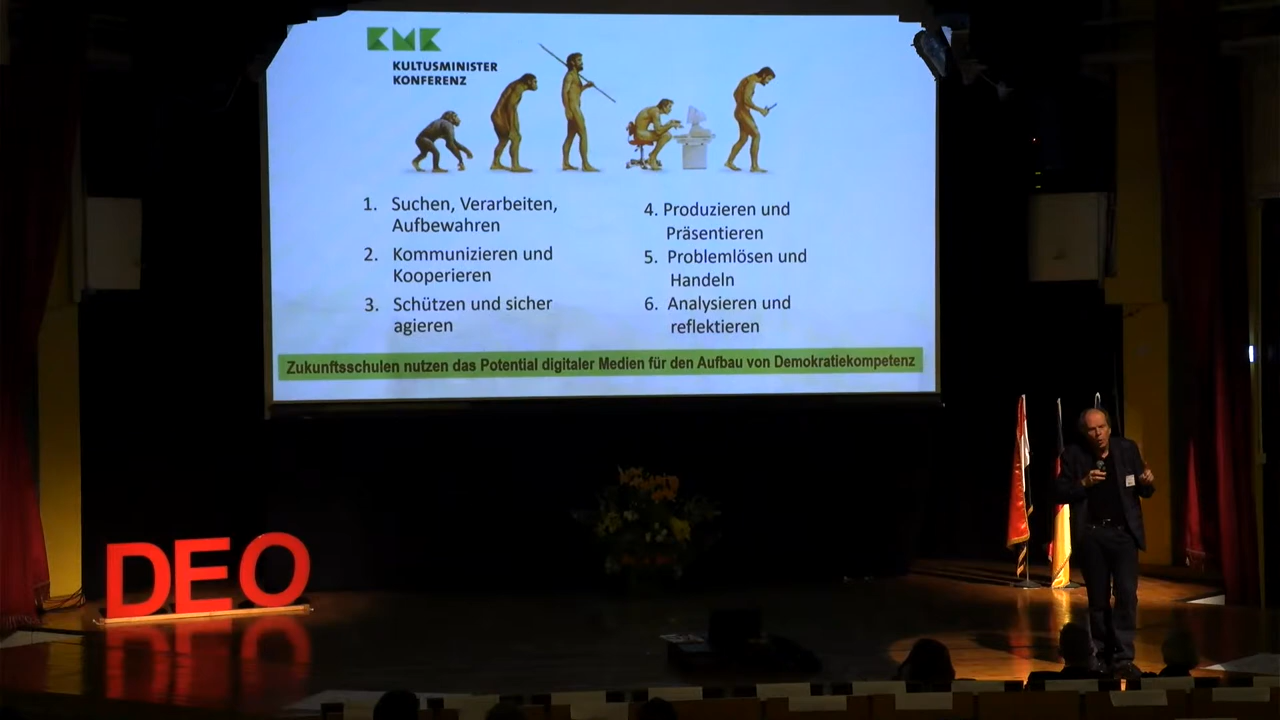 KMK
KULTUSMINISTER
KONFERENZ
1. Suchen, Verarbeiten,
Aufbewahren
2. Kommunizieren und
Kooperieren
3. Schützen und sicher
agieren
4. Produzieren und
Präsentieren
5. Problemlösen und
Handeln
6. Analysieren und
reflektieren
Zukunftsschulen nutzen das Potential digitaler Medien für den Aufbau von Demokratiekompetenz
DEO